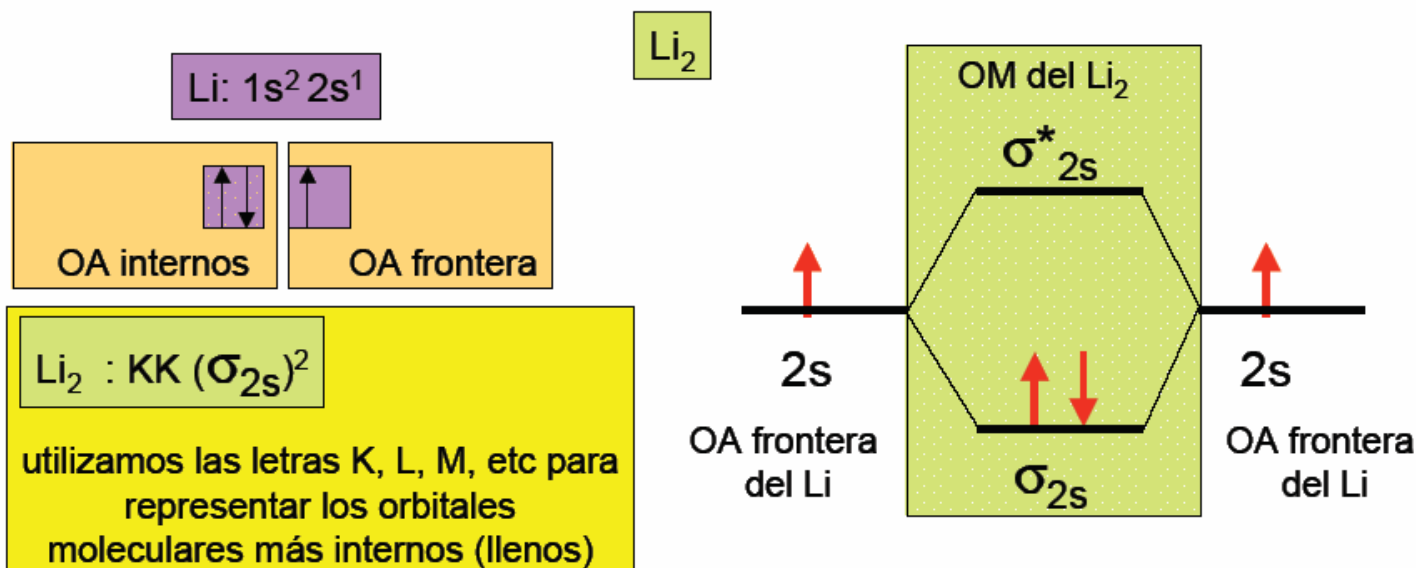 Li: 1s² 2s¹
OA internos
OA frontera
Li₂ : KK (σ₂ₛ)²
utilizamos las letras K, L, M, etc para
representar los orbitales
moleculares más internos (llenos)
Li₂
OM del Li₂
σ*₂ₛ
2s
OA frontera
del Li
σ₂ₛ
2s
OA frontera
del Li